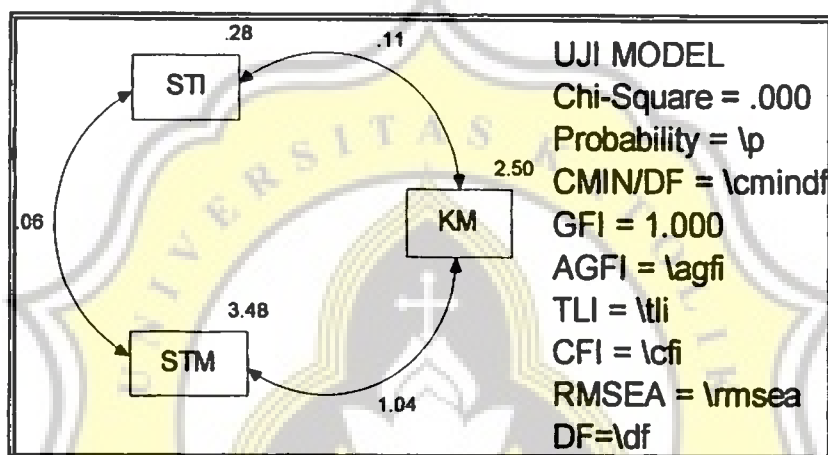 .28
.11
STI
2.50
KM
.06
3.48
STM
1.04
UJI MODEL
Chi-Square = .000
Probability = \p
CMIN/DF = \cmindf
GFI = 1.000
AGFI = \agfi
TLI = \tli
CFI = \cfi
RMSEA = \rmsea
DF=\df
UNIVERSITAS